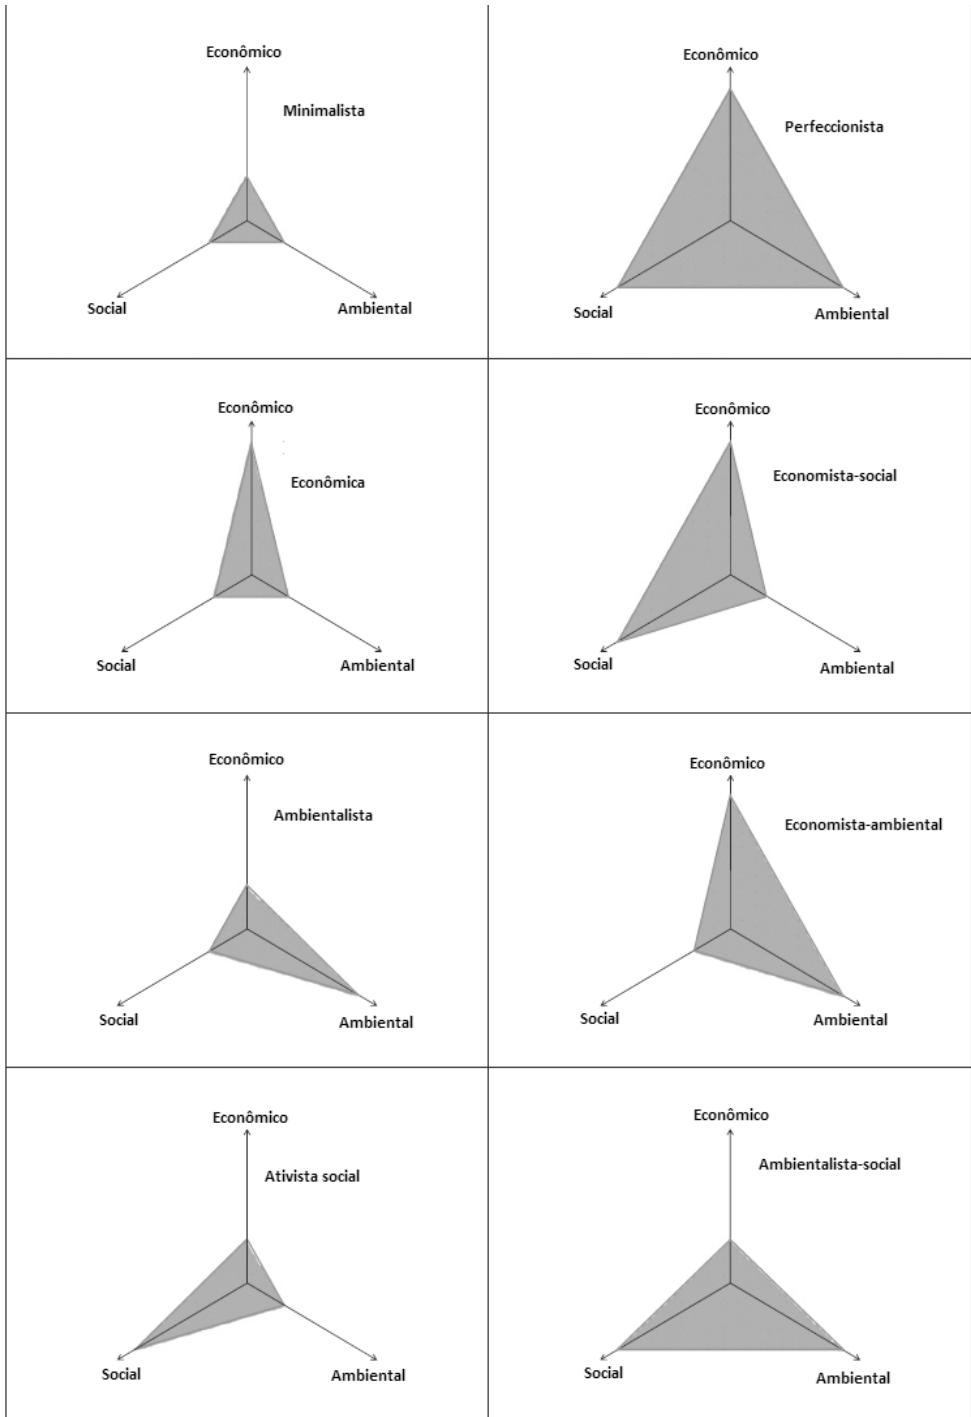 Econômico
Minimalista
Social
Ambiental
Econômico
Perfeccionista
Social
Ambiental
Econômico
Econômica
Social
Ambiental
Econômico
Economista-social
Social
Ambiental
Econômico
Ambientalista
Social
Ambiental
Econômico
Economista-ambiental
Social
Ambiental
Econômico
Ativista social
Social
Ambiental
Econômico
Ambientalista-social
Social
Ambiental